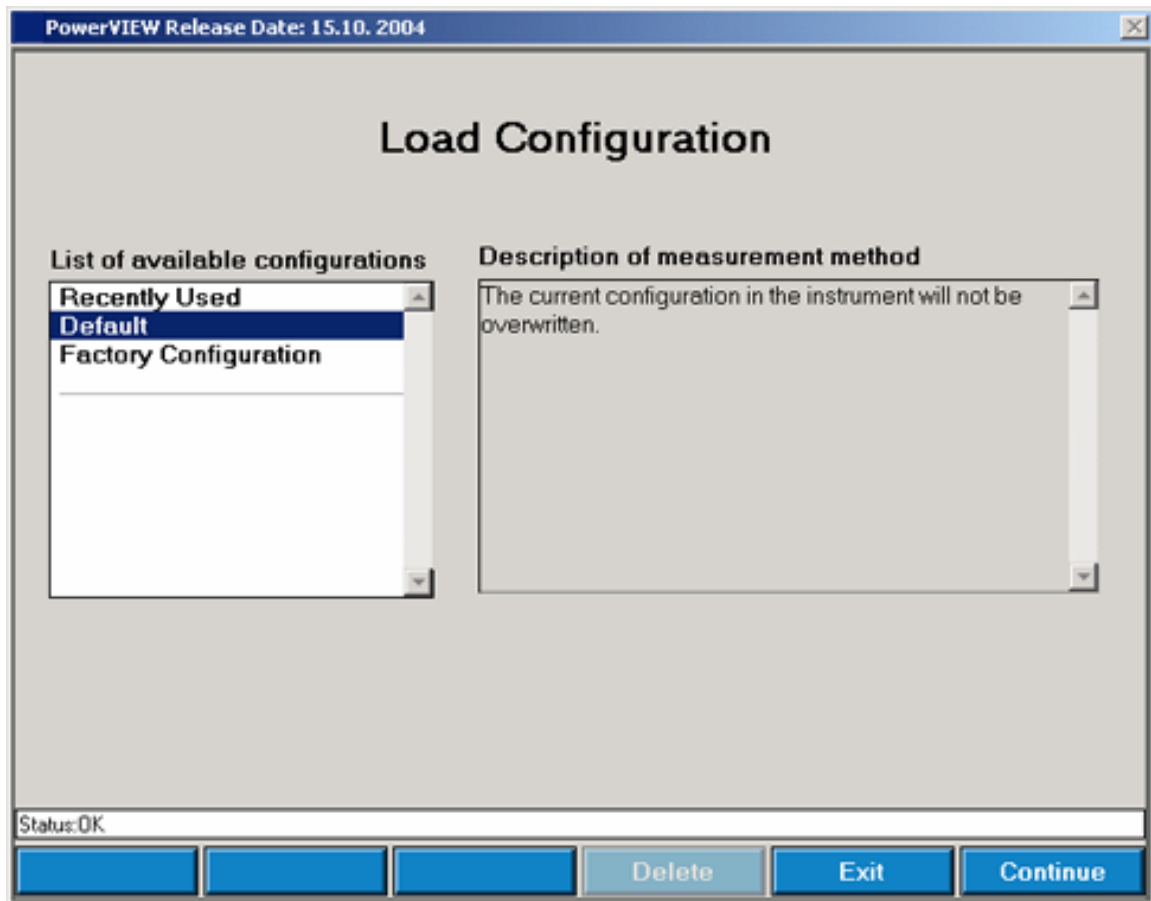 PowerVIEW Release Date: 15.10. 2004
Load Configuration
List of available configurations
Recently Used
Default
Factory Configuration
Description of measurement method
The current configuration in the instrument will not be
overwritten.
Status:OK
Delete
Exit
Continue